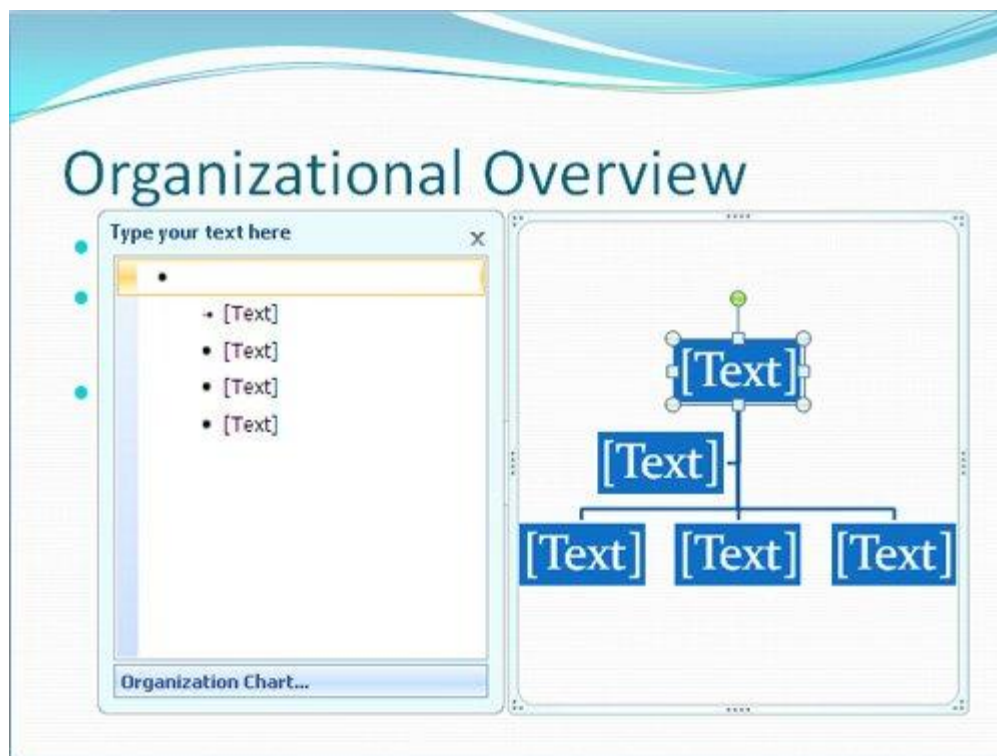 Organizational Overview
Type your text here
x
[Text]
[Text]
[Text]
[Text]
Organization Chart...
[Text]
[Text]
[Text] [Text] [Text]